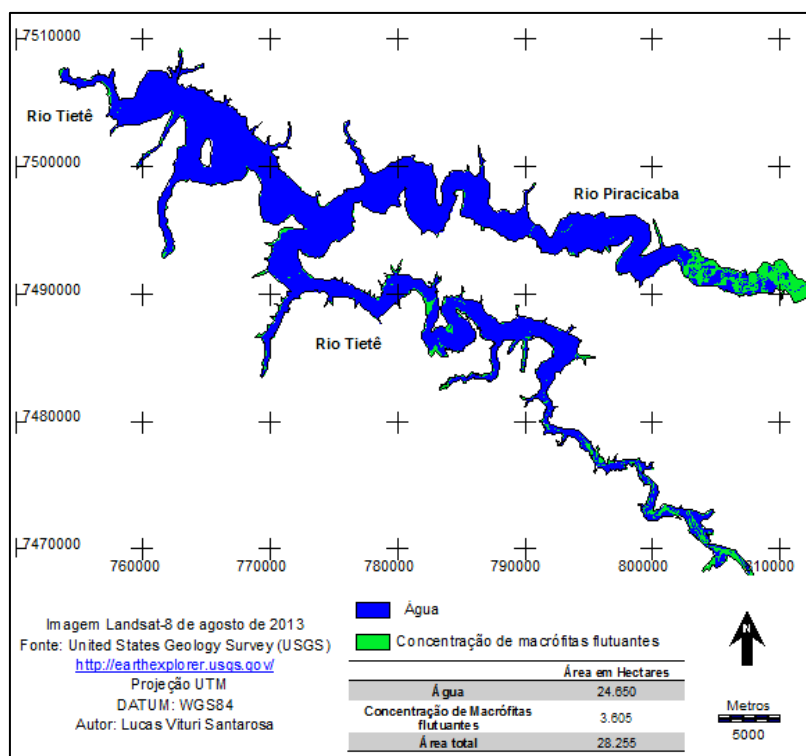 7510000
Rio Tietê
7500000
Rio Piracicaba
7490000
Rio Tietê
7480000
7470000
760000 770000 780000 790000 800000 810000
Imagem Landsat-8 de agosto de 2013
Fonte: United States Geology Survey (USGS)
http://earthexplorer.usgs.gov/
Projeção UTM
DATUM: WGS84
Autor: Lucas Vituri Santarosa
Água
Concentração de macrófitas flutuantes
Área em Hectares
Água 24.650
Concentração de Macrófitas
flutuantes 3.605
Área total 28.255
N
Metros
5000